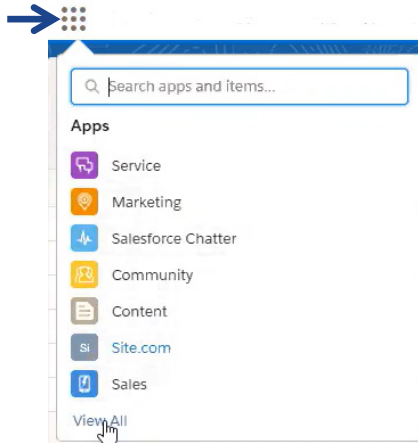 Search apps and items...
Apps
Service
Marketing
Salesforce Chatter
Community
Content
Si Site.com
Sales
View All